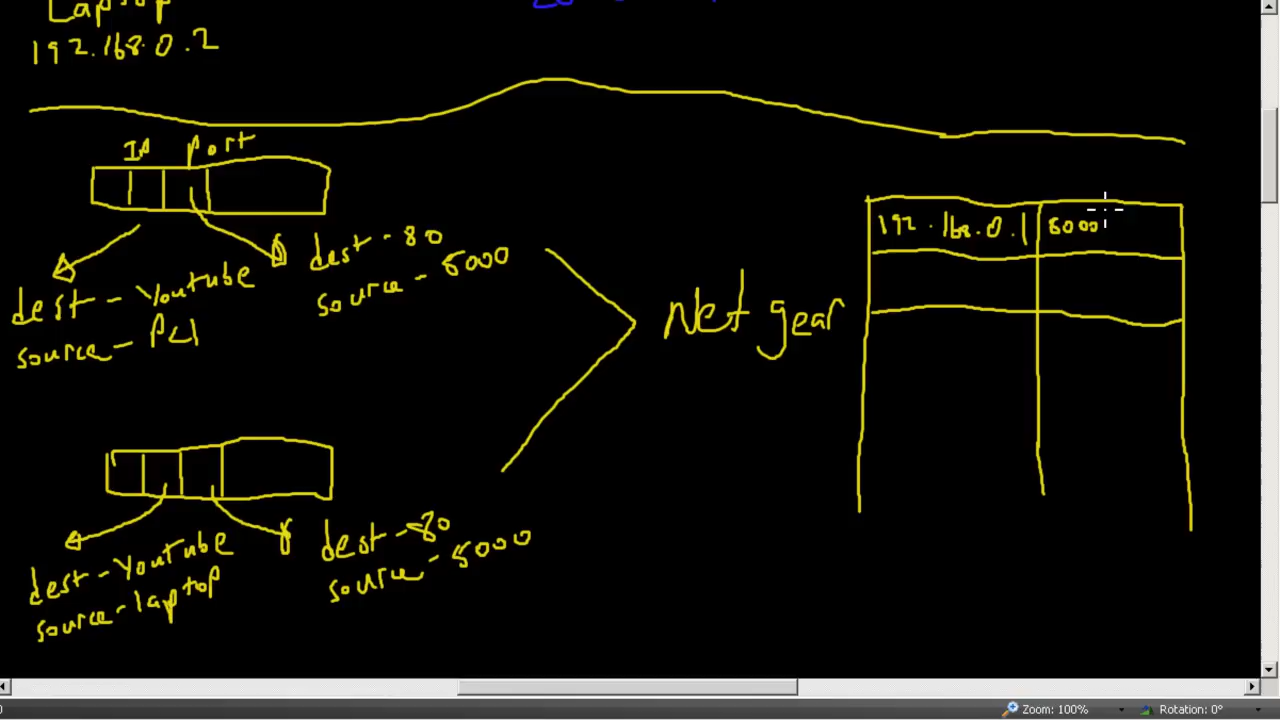 Laptop
192.168.0.2
IP Port
dest - 80
source - 5000
dest - Youtube
source - PC1
Net gear
192.168.0.1 5000
dest - 80
source - 5000
dest - Youtube
source - laptop
Zoom: 100% Rotation: 0°